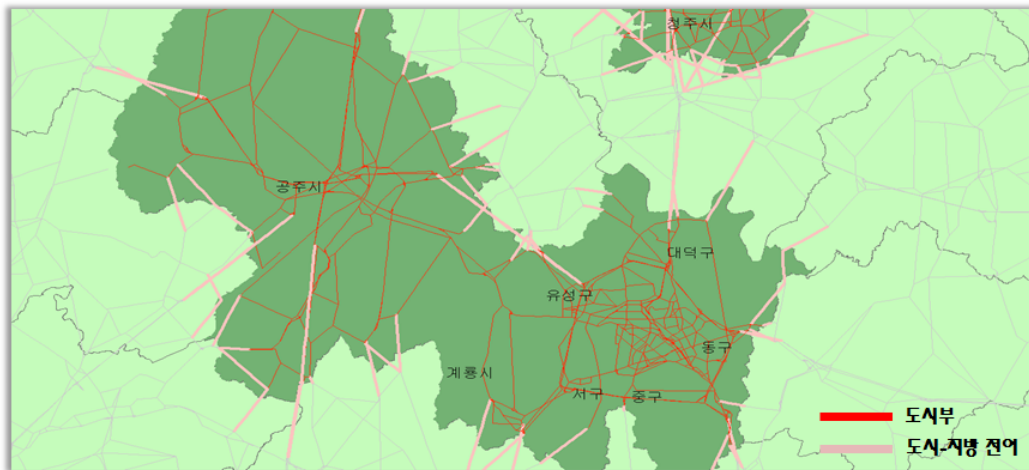 청주시
공주시
대덕구
유성구
동구
계룡시
서구
중구
도시부
도시-지방 전이